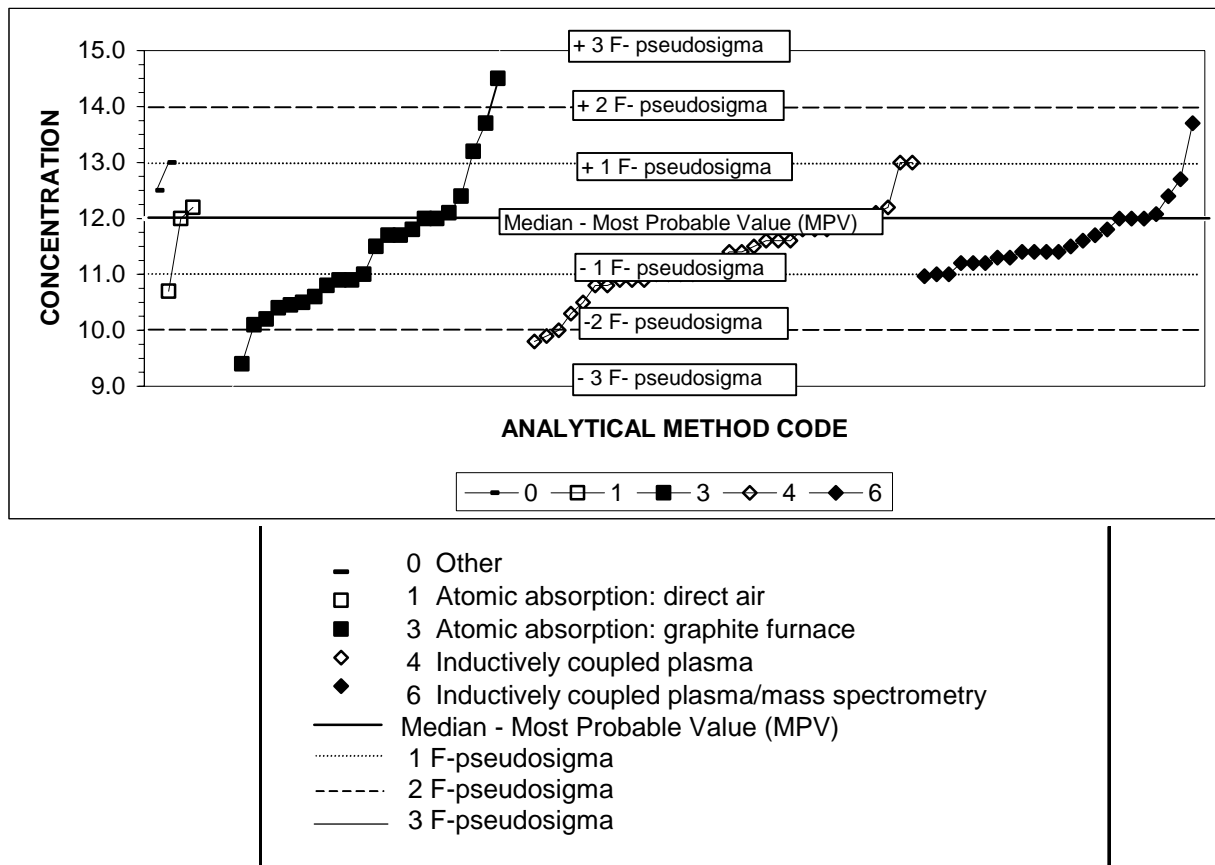 CONCENTRATION
15.0
14.0
13.0
12.0
11.0
10.0
9.0
+ 3 F- pseudosigma
+ 2 F- pseudosigma
+ 1 F- pseudosigma
Median - Most Probable Value (MPV)
- 1 F- pseudosigma
-2 F- pseudosigma
- 3 F- pseudosigma
ANALYTICAL METHOD CODE
0 1 3 4 6
0 Other
1 Atomic absorption: direct air
3 Atomic absorption: graphite furnace
4 Inductively coupled plasma
6 Inductively coupled plasma/mass spectrometry
Median - Most Probable Value (MPV)
1 F-pseudosigma
2 F-pseudosigma
3 F-pseudosigma